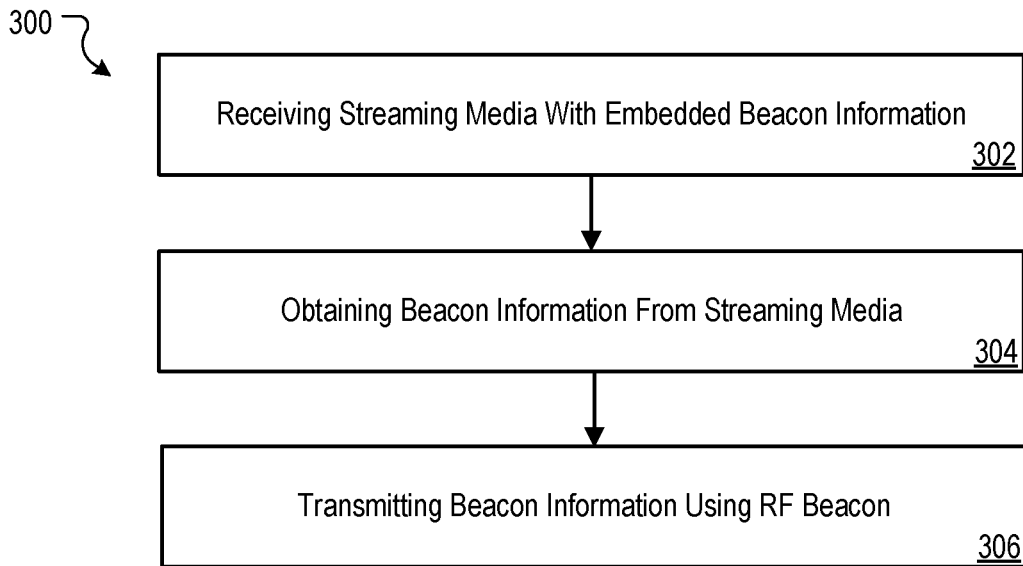 300
Receiving Streaming Media With Embedded Beacon Information
302
Obtaining Beacon Information From Streaming Media
304
Transmitting Beacon Information Using RF Beacon
306